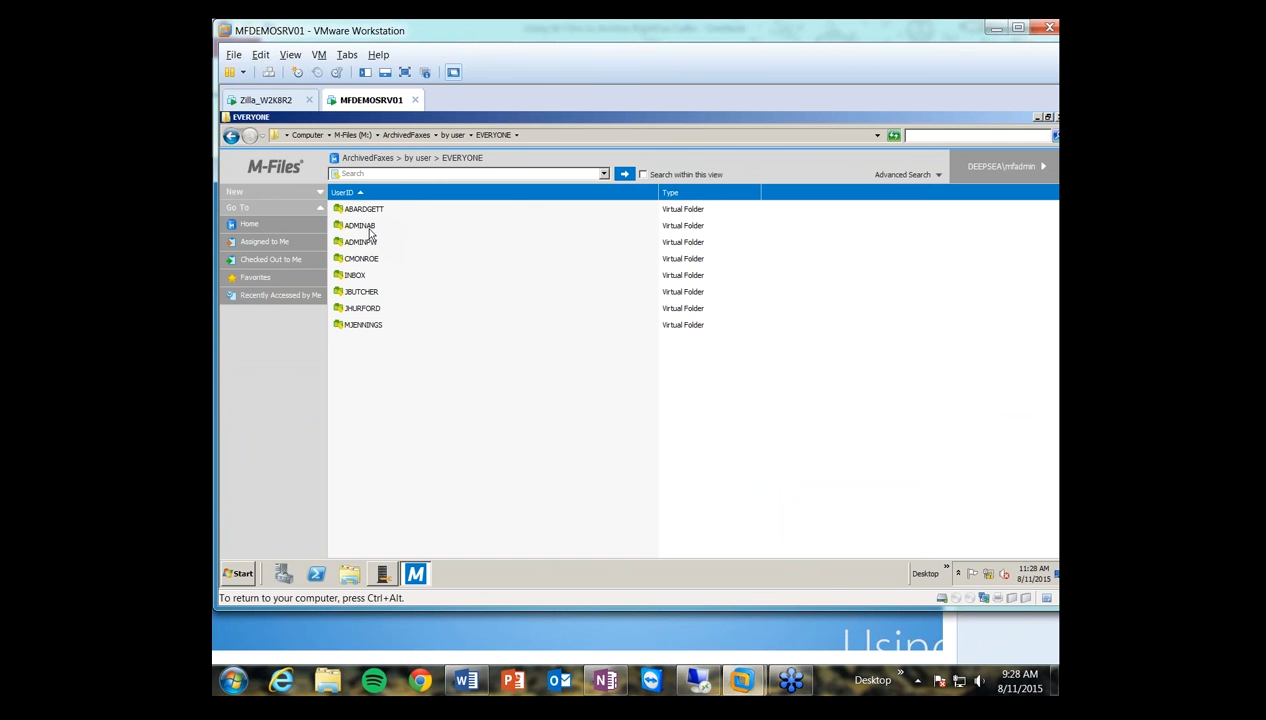 MFDEMOSRV01 - VMware Workstation
File Edit View VM Tabs Help
Zilla_W2K8R2 MFDEMOSRV01
EVERYONE
Computer M-Files (M:) ArchivedFaxes by user EVERYONE
M-Files
ArchivedFaxes > by user > EVERYONE
DEEPSEA\mfadmin
Search
Search within this view
Advanced Search
New
Go To
Home
Assigned to Me
Checked Out to Me
Favorites
Recently Accessed by Me
UserID Type
ABARDGETT Virtual Folder
ADMINAB Virtual Folder
ADMINPW Virtual Folder
CMONROE Virtual Folder
INBOX Virtual Folder
JBUTCHER Virtual Folder
JHURFORD Virtual Folder
MJENNINGS Virtual Folder
Start
Desktop
11:28 AM
8/11/2015
To return to your computer, press Ctrl+Alt.
Using
Desktop
9:28 AM
8/11/2015